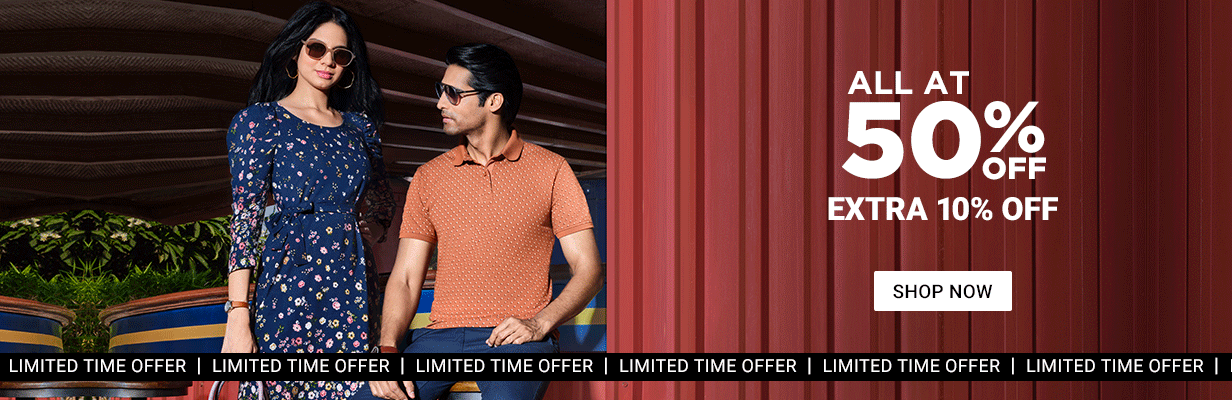 ALL AT
50% OFF
EXTRA 10% OFF
SHOP NOW
LIMITED TIME OFFER | LIMITED TIME OFFER | LIMITED TIME OFFER | LIMITED TIME OFFER | LIMITED TIME OFFER | LIMITED TIME OFFER |